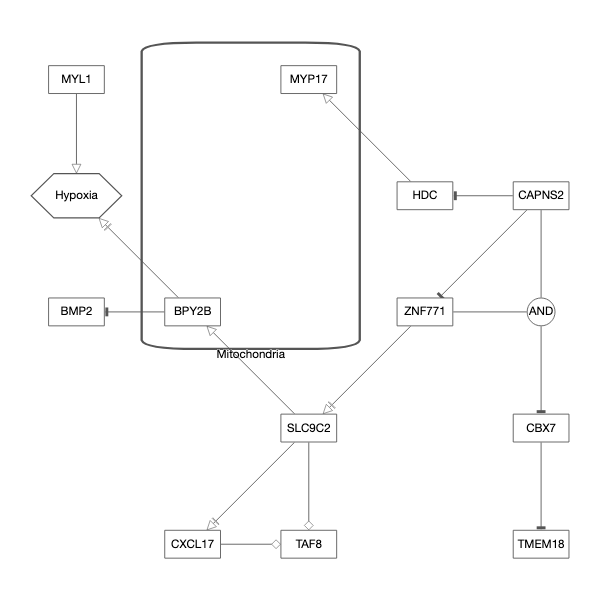 MYL1
MYP17
Hypoxia
HDC
CAPNS2
BMP2
BPY2B
ZNF771
AND
Mitochondria
SLC9C2
CBX7
CXCL17
TAF8
TMEM18